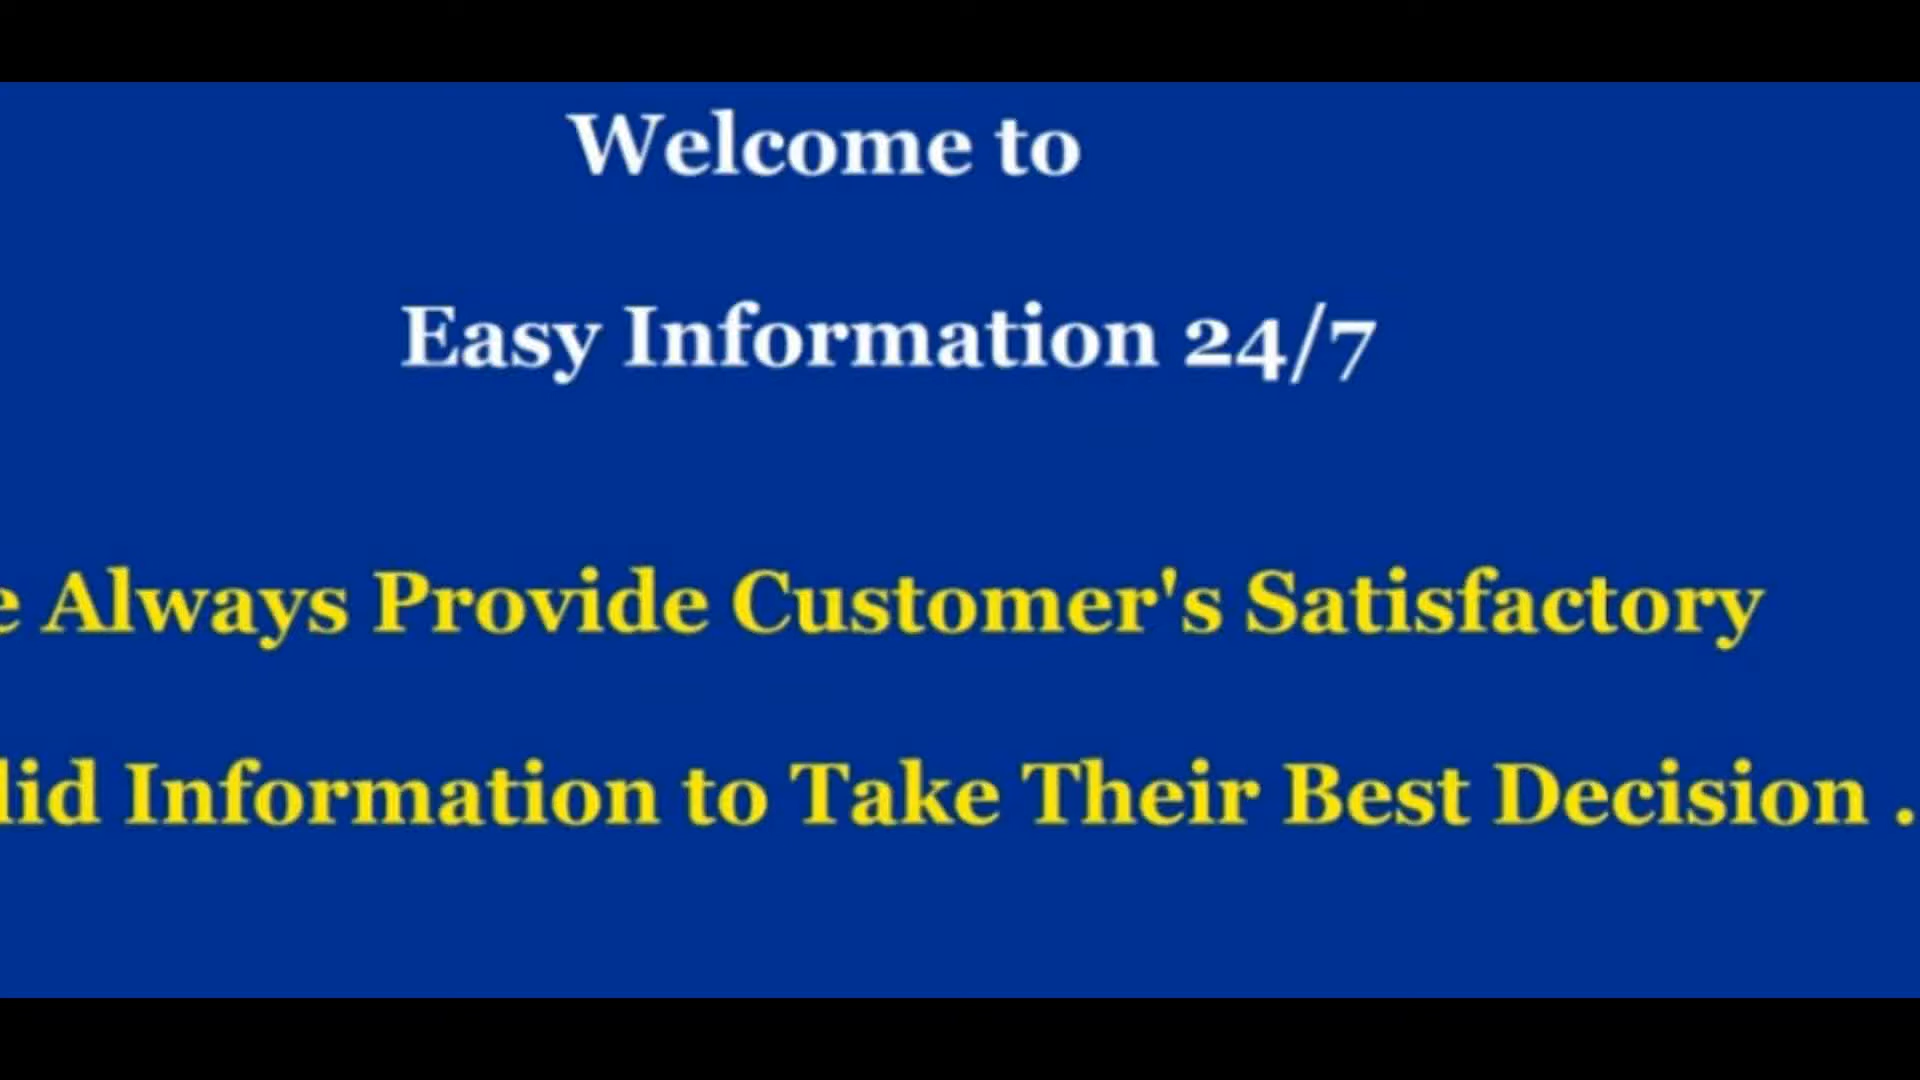 Welcome to
Easy Information 24/7
e Always Provide Customer's Satisfactory
lid Information to Take Their Best Decision .